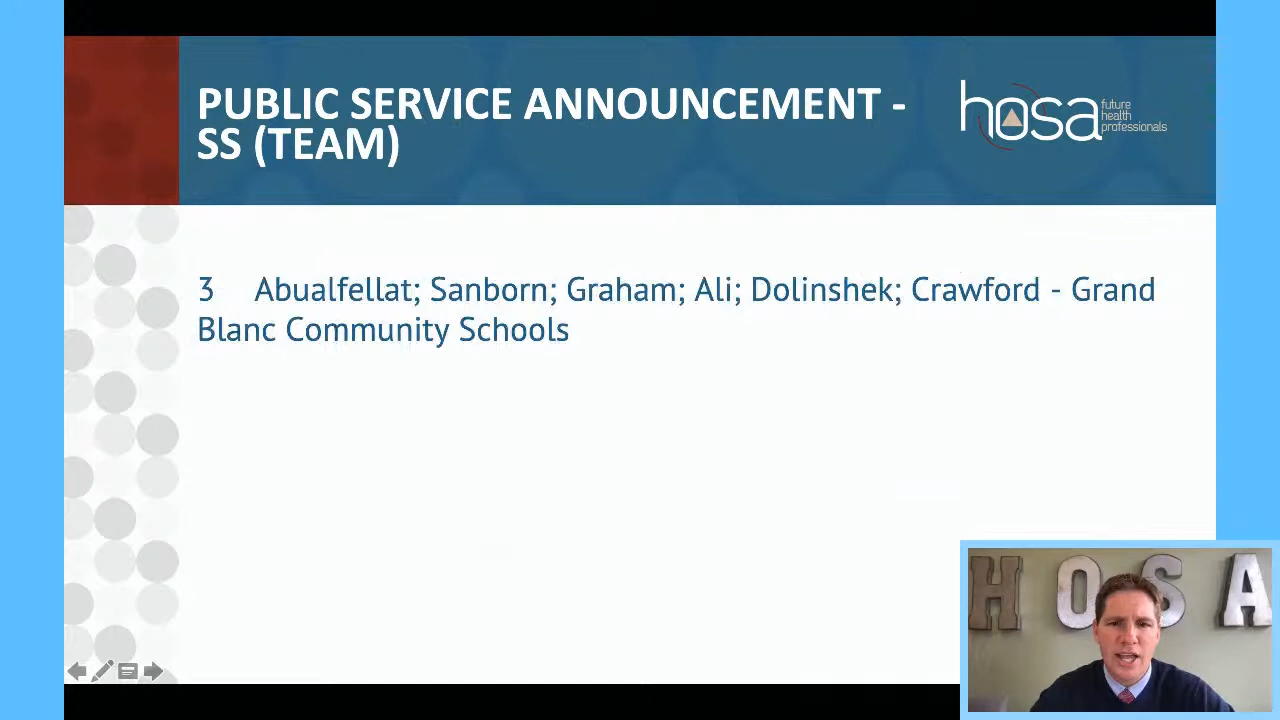 PUBLIC SERVICE ANNOUNCEMENT -
SS (TEAM)
hosa
future
health
professionals
3 Abualfellat; Sanborn; Graham; Ali; Dolinshek; Crawford - Grand
Blanc Community Schools
HOSA